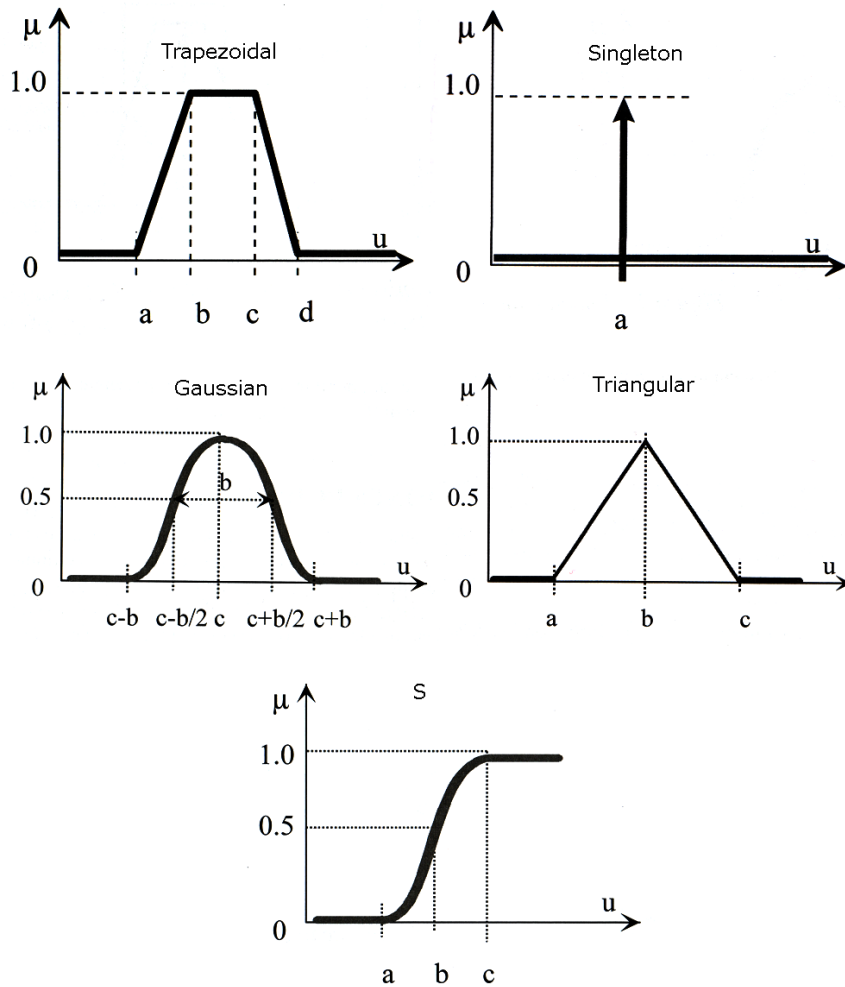 μ
Trapezoidal
1.0
0
u
a b c d
μ
Singleton
1.0
0
u
a
μ
Gaussian
1.0
0.5
b
0
u
c-b c-b/2 c c+b/2 c+b
μ
Triangular
1.0
0.5
0
u
a b c
μ
S
1.0
0.5
0
u
a b c